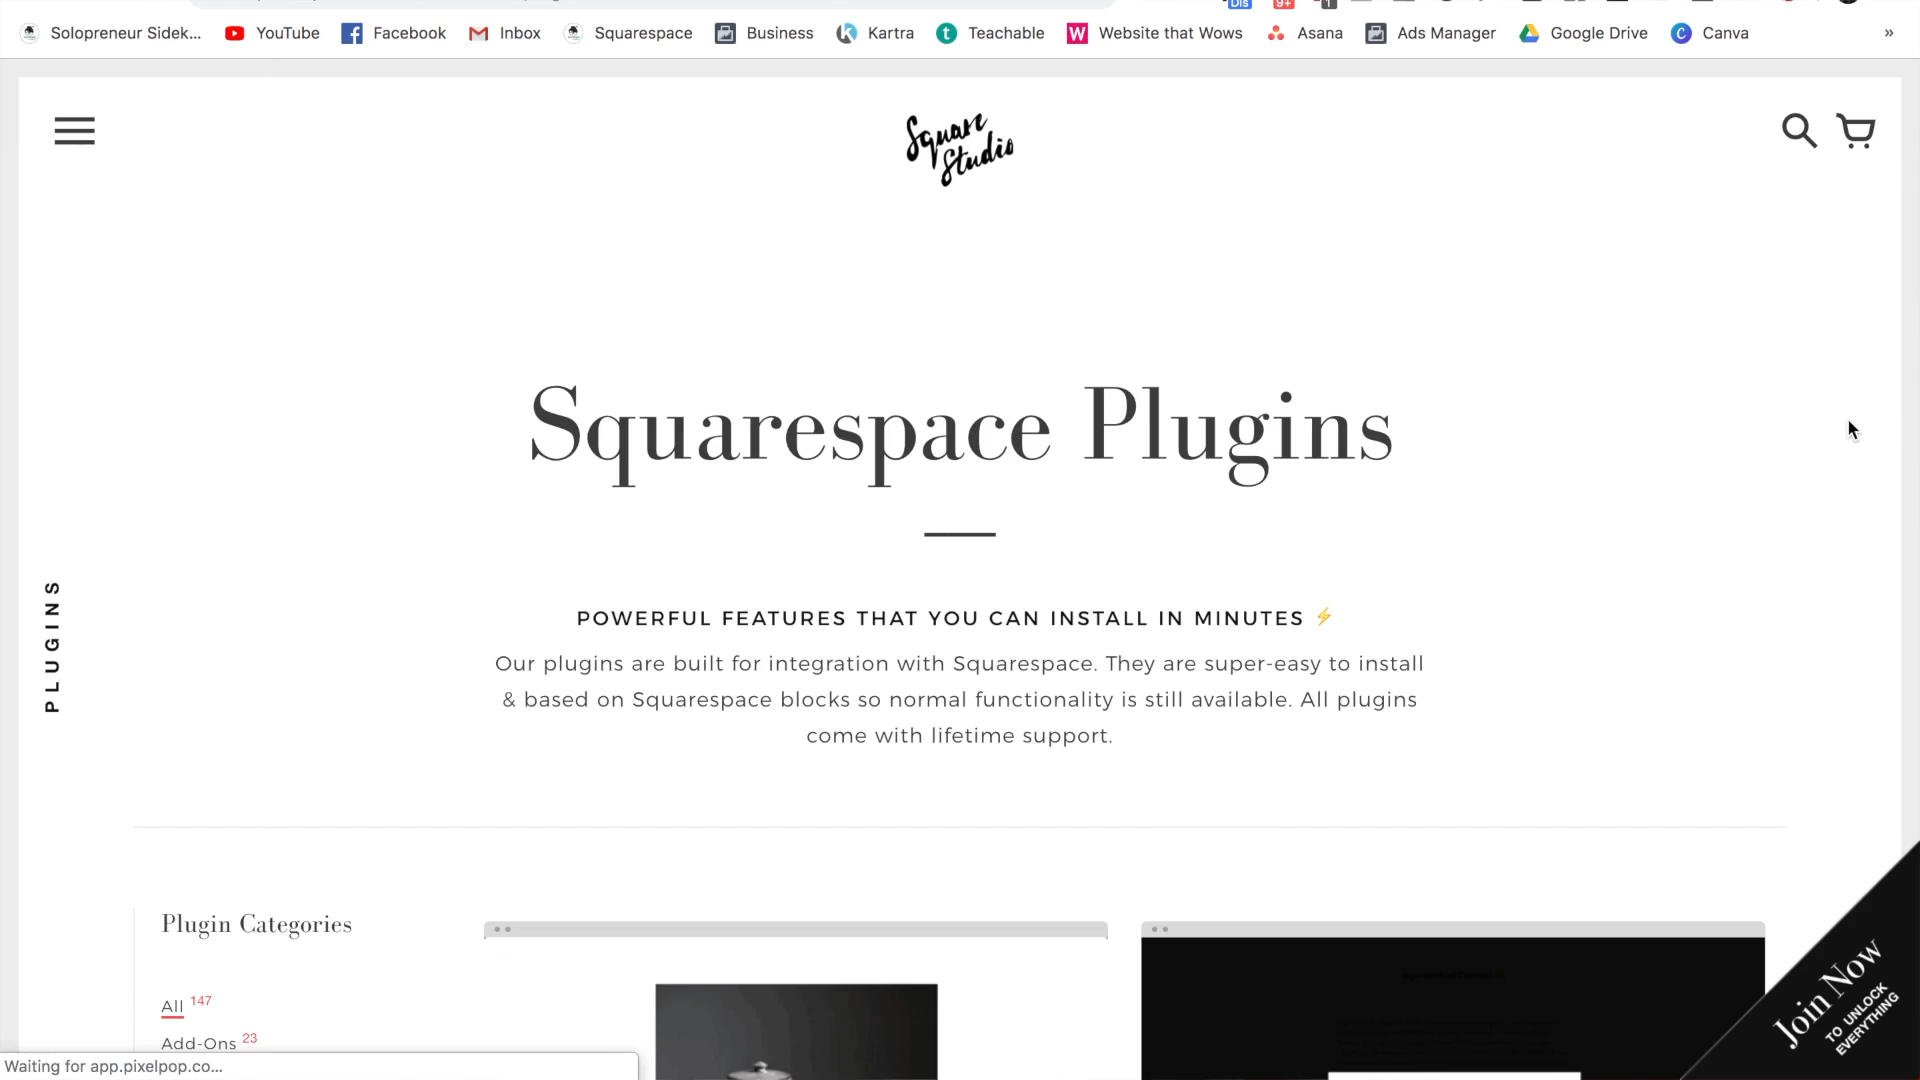 Dis 9+ 1
Solopreneur Sidek... YouTube Facebook Inbox Squarespace Business Kartra Teachable Website that Wows Asana Ads Manager Google Drive Canva »
Square
Studio
Squarespace Plugins
PLUGINS
POWERFUL FEATURES THAT YOU CAN INSTALL IN MINUTES ⚡
Our plugins are built for integration with Squarespace. They are super-easy to install
& based on Squarespace blocks so normal functionality is still available. All plugins
come with lifetime support.
Plugin Categories
All 147
Add-Ons 23
Join Now
TO UNLOCK
EVERYTHING
Waiting for app.pixelpop.co...